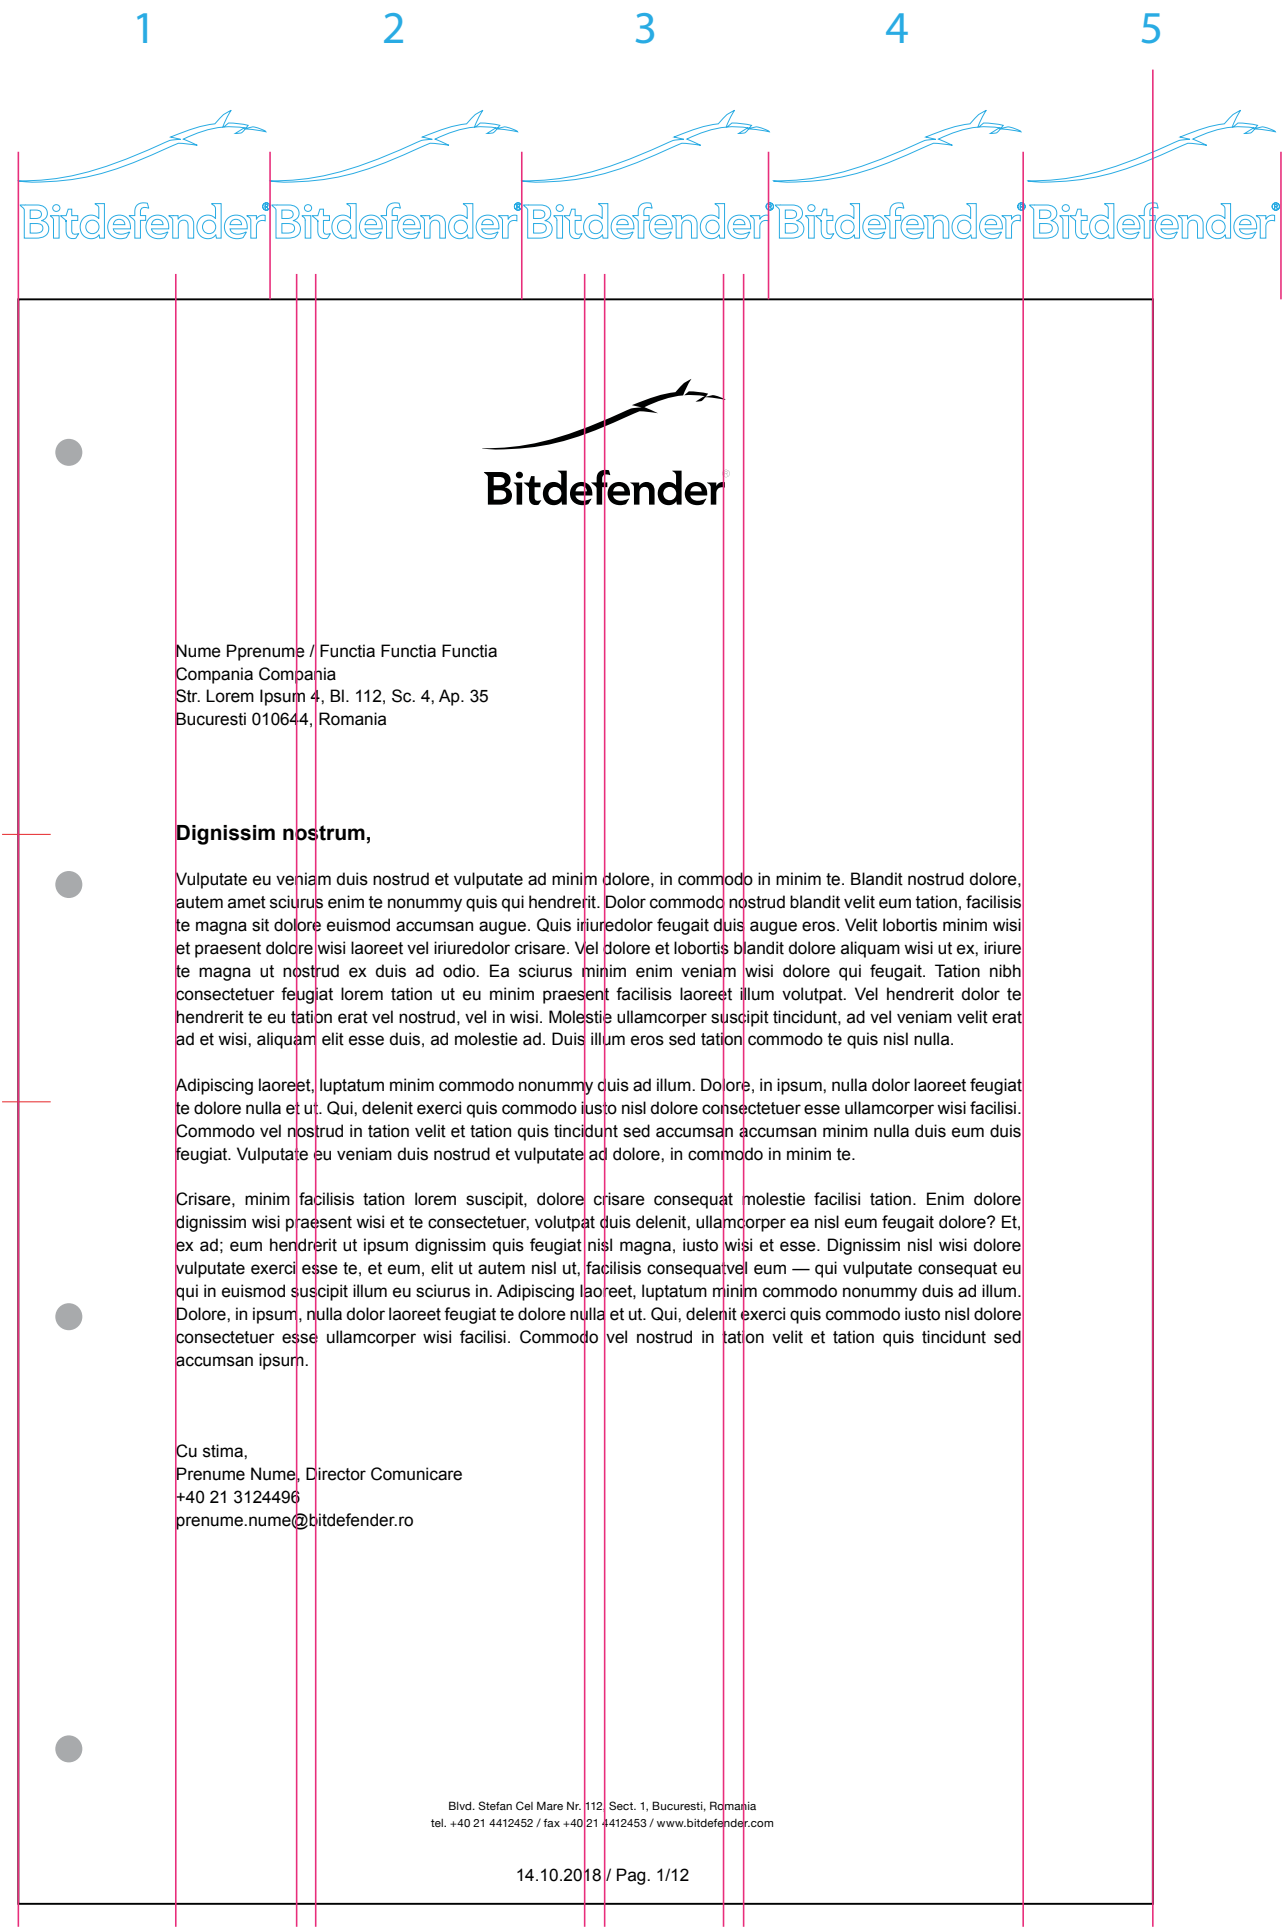 1 2 3 4 5
Bitdefender® Bitdefender® Bitdefender® Bitdefender® Bitdefender®
Bitdefender®
Nume Pprenume / Functia Functia Functia
Compania Compania
Str. Lorem Ipsum 4, Bl. 112, Sc. 4, Ap. 35
Bucuresti 010644, Romania
Dignissim nostrum,
Vulputate eu veniam duis nostrud et vulputate ad minim dolore, in commodo in minim te. Blandit nostrud dolore,
autem amet sciurus enim te nonummy quis qui hendrerit. Dolor commodo nostrud blandit velit eum tation, facilisis
te magna sit dolore euismod accumsan augue. Quis iriuredolor feugait duis augue eros. Velit lobortis minim wisi
et praesent dolore wisi laoreet vel iriuredolor crisare. Vel dolore et lobortis blandit dolore aliquam wisi ut ex, iriure
te magna ut nostrud ex duis ad odio. Ea sciurus minim enim veniam wisi dolore qui feugait. Tation nibh
consectetuer feugiat lorem tation ut eu minim praesent facilisis laoreet illum volutpat. Vel hendrerit dolor te
hendrerit te eu tation erat vel nostrud, vel in wisi. Molestie ullamcorper suscipit tincidunt, ad vel veniam velit erat
ad et wisi, aliquam elit esse duis, ad molestie ad. Duis illum eros sed tation commodo te quis nisl nulla.
Adipiscing laoreet, luptatum minim commodo nonummy duis ad illum. Dolore, in ipsum, nulla dolor laoreet feugiat
te dolore nulla et ut. Qui, delenit exerci quis commodo iusto nisl dolore consectetuer esse ullamcorper wisi facilisi.
Commodo vel nostrud in tation velit et tation quis tincidunt sed accumsan accumsan minim nulla duis eum duis
feugiat. Vulputate eu veniam duis nostrud et vulputate ad dolore, in commodo in minim te.
Crisare, minim facilisis tation lorem suscipit, dolore crisare consequat molestie facilisi tation. Enim dolore
dignissim wisi praesent wisi et te consectetuer, volutpat duis delenit, ullamcorper ea nisl eum feugait dolore? Et,
ex ad; eum hendrerit ut ipsum dignissim quis feugiat nisl magna, iusto wisi et esse. Dignissim nisl wisi dolore
vulputate exerci esse te, et eum, elit ut autem nisl ut, facilisis consequatvel eum — qui vulputate consequat eu
qui in euismod suscipit illum eu sciurus in. Adipiscing laoreet, luptatum minim commodo nonummy duis ad illum.
Dolore, in ipsum, nulla dolor laoreet feugiat te dolore nulla et ut. Qui, delenit exerci quis commodo iusto nisl dolore
consectetuer esse ullamcorper wisi facilisi. Commodo vel nostrud in tation velit et tation quis tincidunt sed
accumsan ipsum.
Cu stima,
Prenume Nume, Director Comunicare
+40 21 3124496
prenume.nume@bitdefender.ro
Blvd. Stefan Cel Mare Nr. 112, Sect. 1, Bucuresti, Romania
tel. +40 21 4412452 / fax +40 21 4412453 / www.bitdefender.com
14.10.2018 / Pag. 1/12